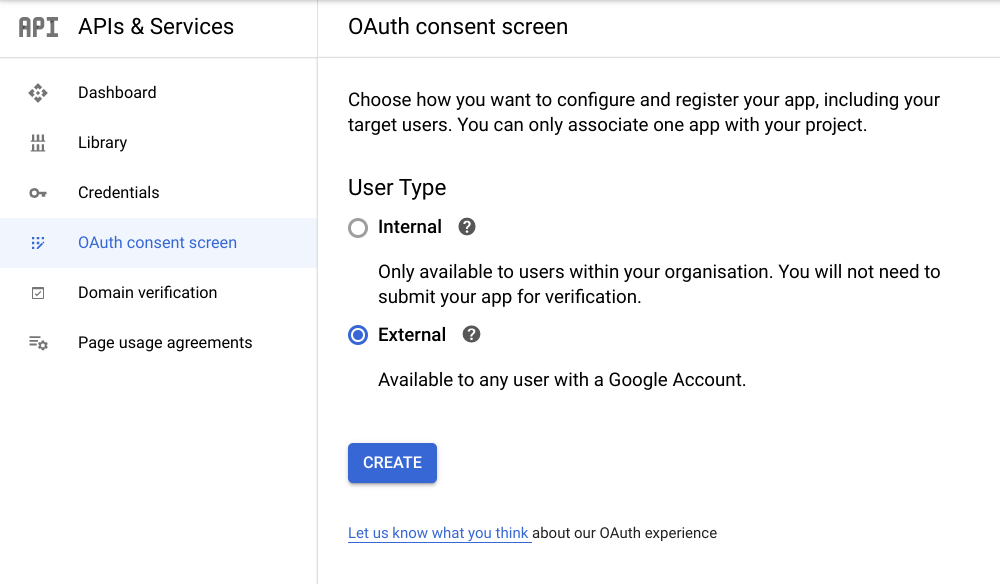 API APIs & Services
Dashboard
Library
Credentials
OAuth consent screen
Domain verification
Page usage agreements
OAuth consent screen
Choose how you want to configure and register your app, including your
target users. You can only associate one app with your project.
User Type
Internal
Only available to users within your organisation. You will not need to
submit your app for verification.
External
Available to any user with a Google Account.
CREATE
Let us know what you think about our OAuth experience